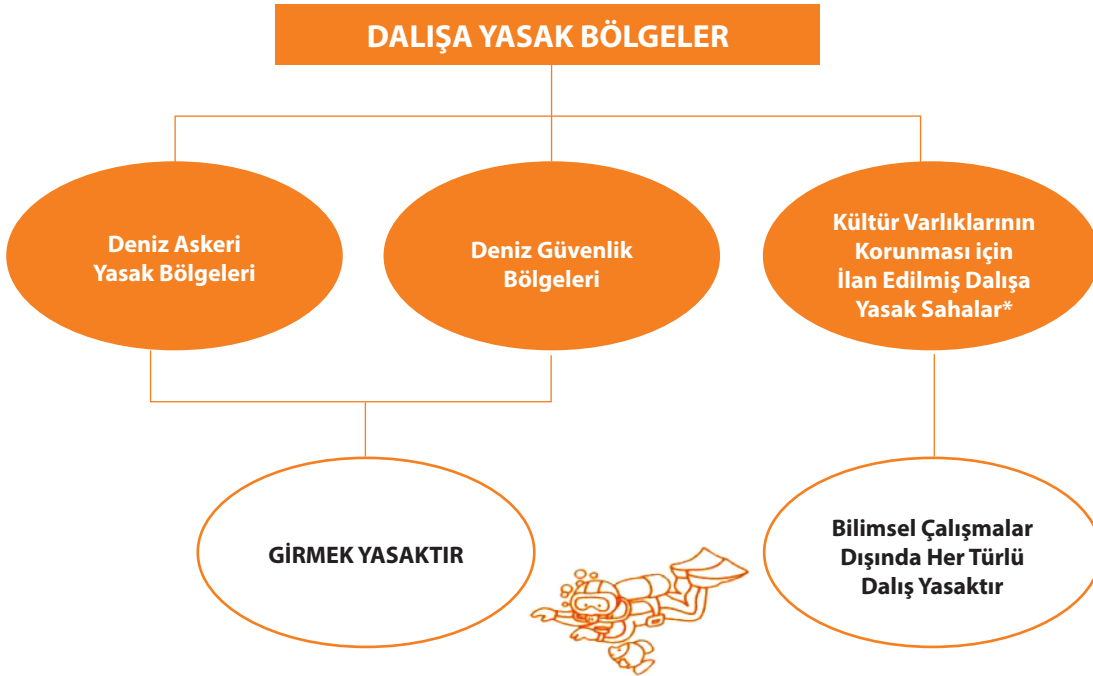 DALIŞA YASAK BÖLGELER
Deniz Askeri
Yasak Bölgeleri
Deniz Güvenlik
Bölgeleri
Kültür Varlıklarının
Korunması için
İlan Edilmiş Dalışa
Yasak Sahalar*
GİRMEK YASAKTIR
Bilimsel Çalışmalar
Dışında Her Türlü
Dalış Yasaktır